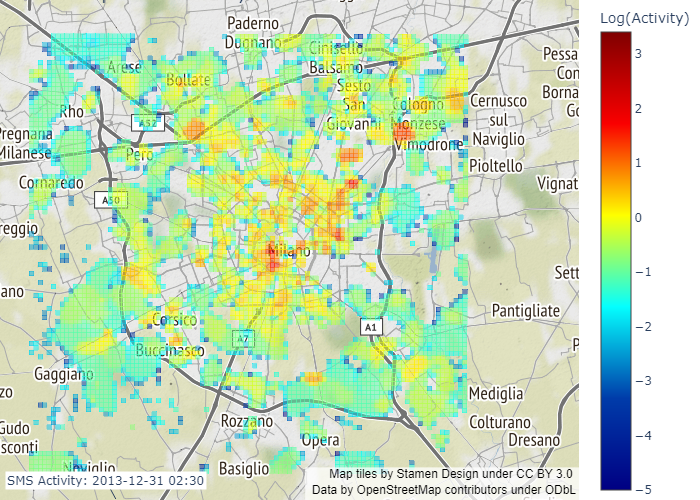 Log(Activity)
3
2
1
0
−1
−2
−3
−4
−5
Paderno
Dugnano
Cinisello
Balsamo
Arese
Bollate
Sesto
San
Giovanni
Cologno
Monzese
Cernusco
sul
Naviglio
Pessa
Con
Borna
Go
Rho
A52
Pregnana
Milanese
Pero
Vimodrone
Pioltello
Cornaredo
A50
Vignat
reggio
Milano
Sett
ano
Pantigliate
Corsico
A1
A7
Buccinasco
P
Gaggiano
Mediglia
zo
Rozzano
Colturano
Gudo
Opera
Dresano
sconti
Noviglio
Basiglio
SMS Activity: 2013-12-31 02:30
Map tiles by Stamen Design under CC BY 3.0
Data by OpenStreetMap contributors under ODbL